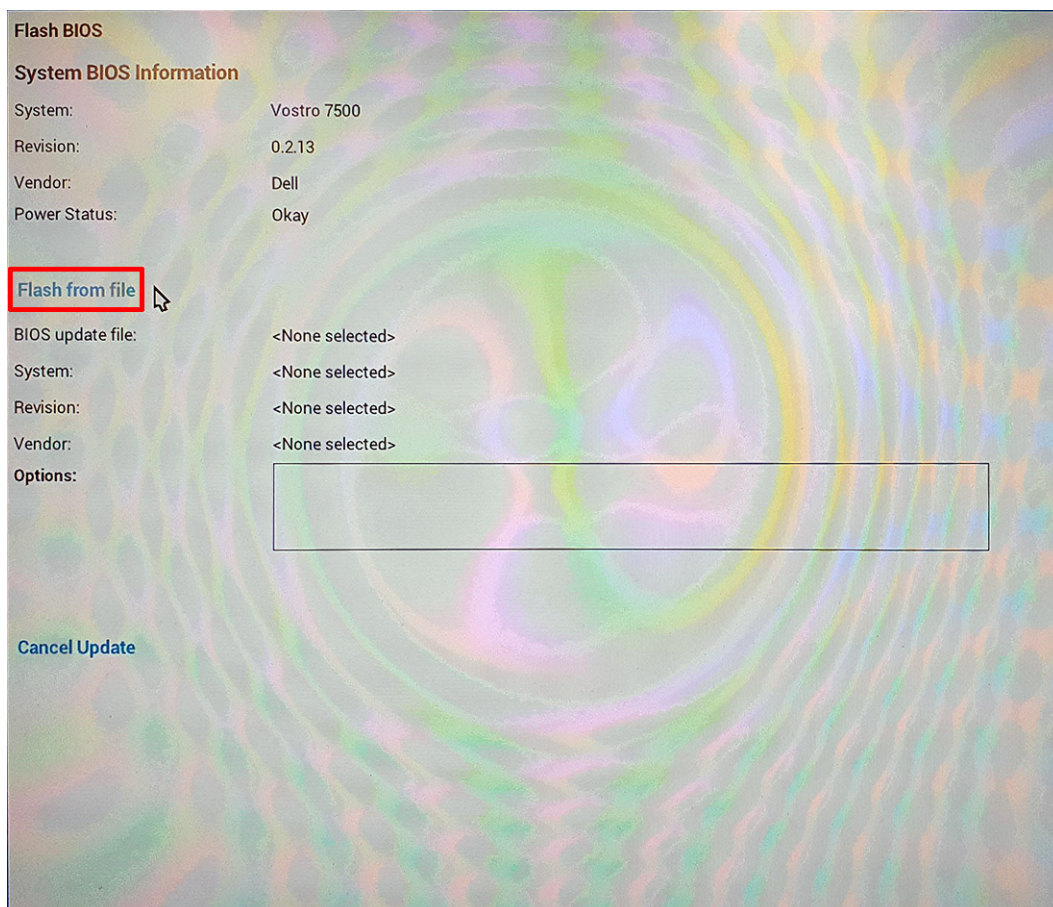 Flash BIOS
System BIOS Information
System: Vostro 7500
Revision: 0.2.13
Vendor: Dell
Power Status: Okay
Flash from file
BIOS update file: <None selected>
System: <None selected>
Revision: <None selected>
Vendor: <None selected>
Options:
Cancel Update